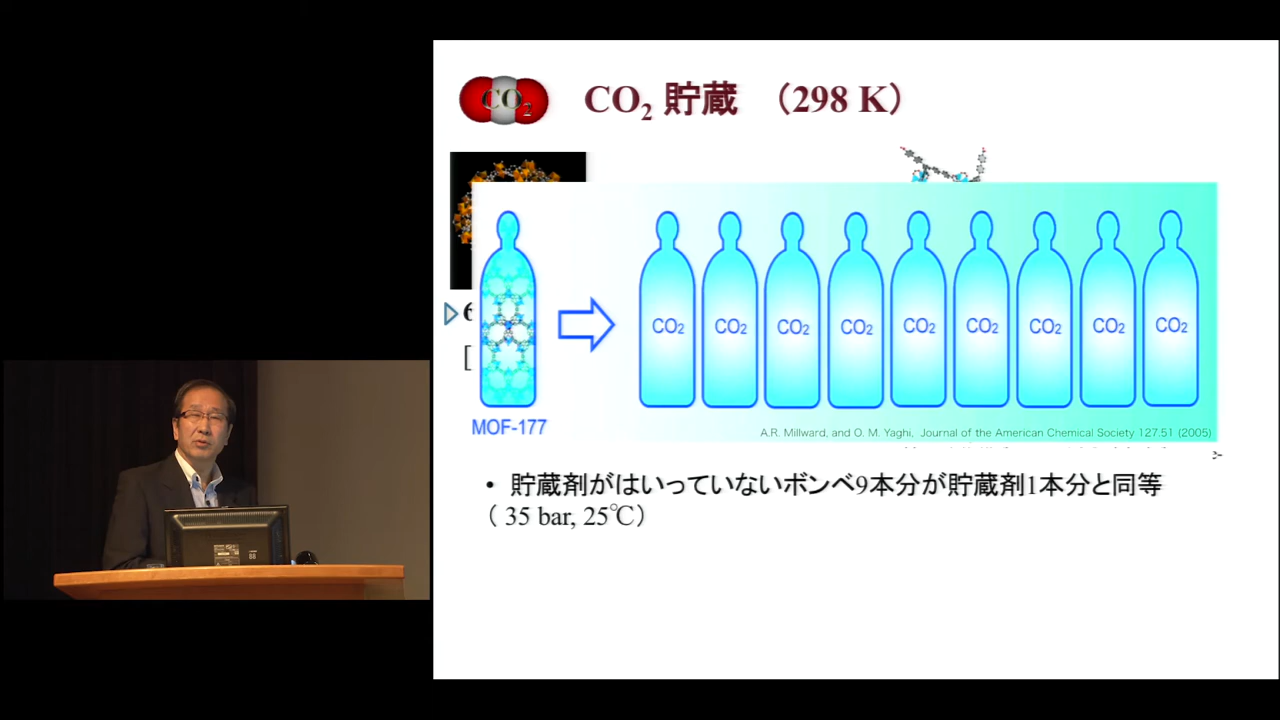 CO2
CO2 貯蔵 （298 K）
6
[
CO2 CO2 CO2 CO2 CO2 CO2 CO2 CO2 CO2
MOF-177
A.R. Millward, and O. M. Yaghi, Journal of the American Chemical Society 127.51 (2005)
e-
• 貯蔵剤がはいっていないボンベ9本分が貯蔵剤1本分と同等
（ 35 bar, 25℃）